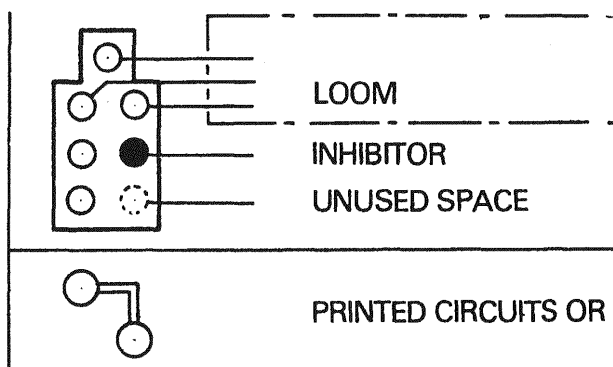 LOOM
INHIBITOR
UNUSED SPACE
PRINTED CIRCUITS OR